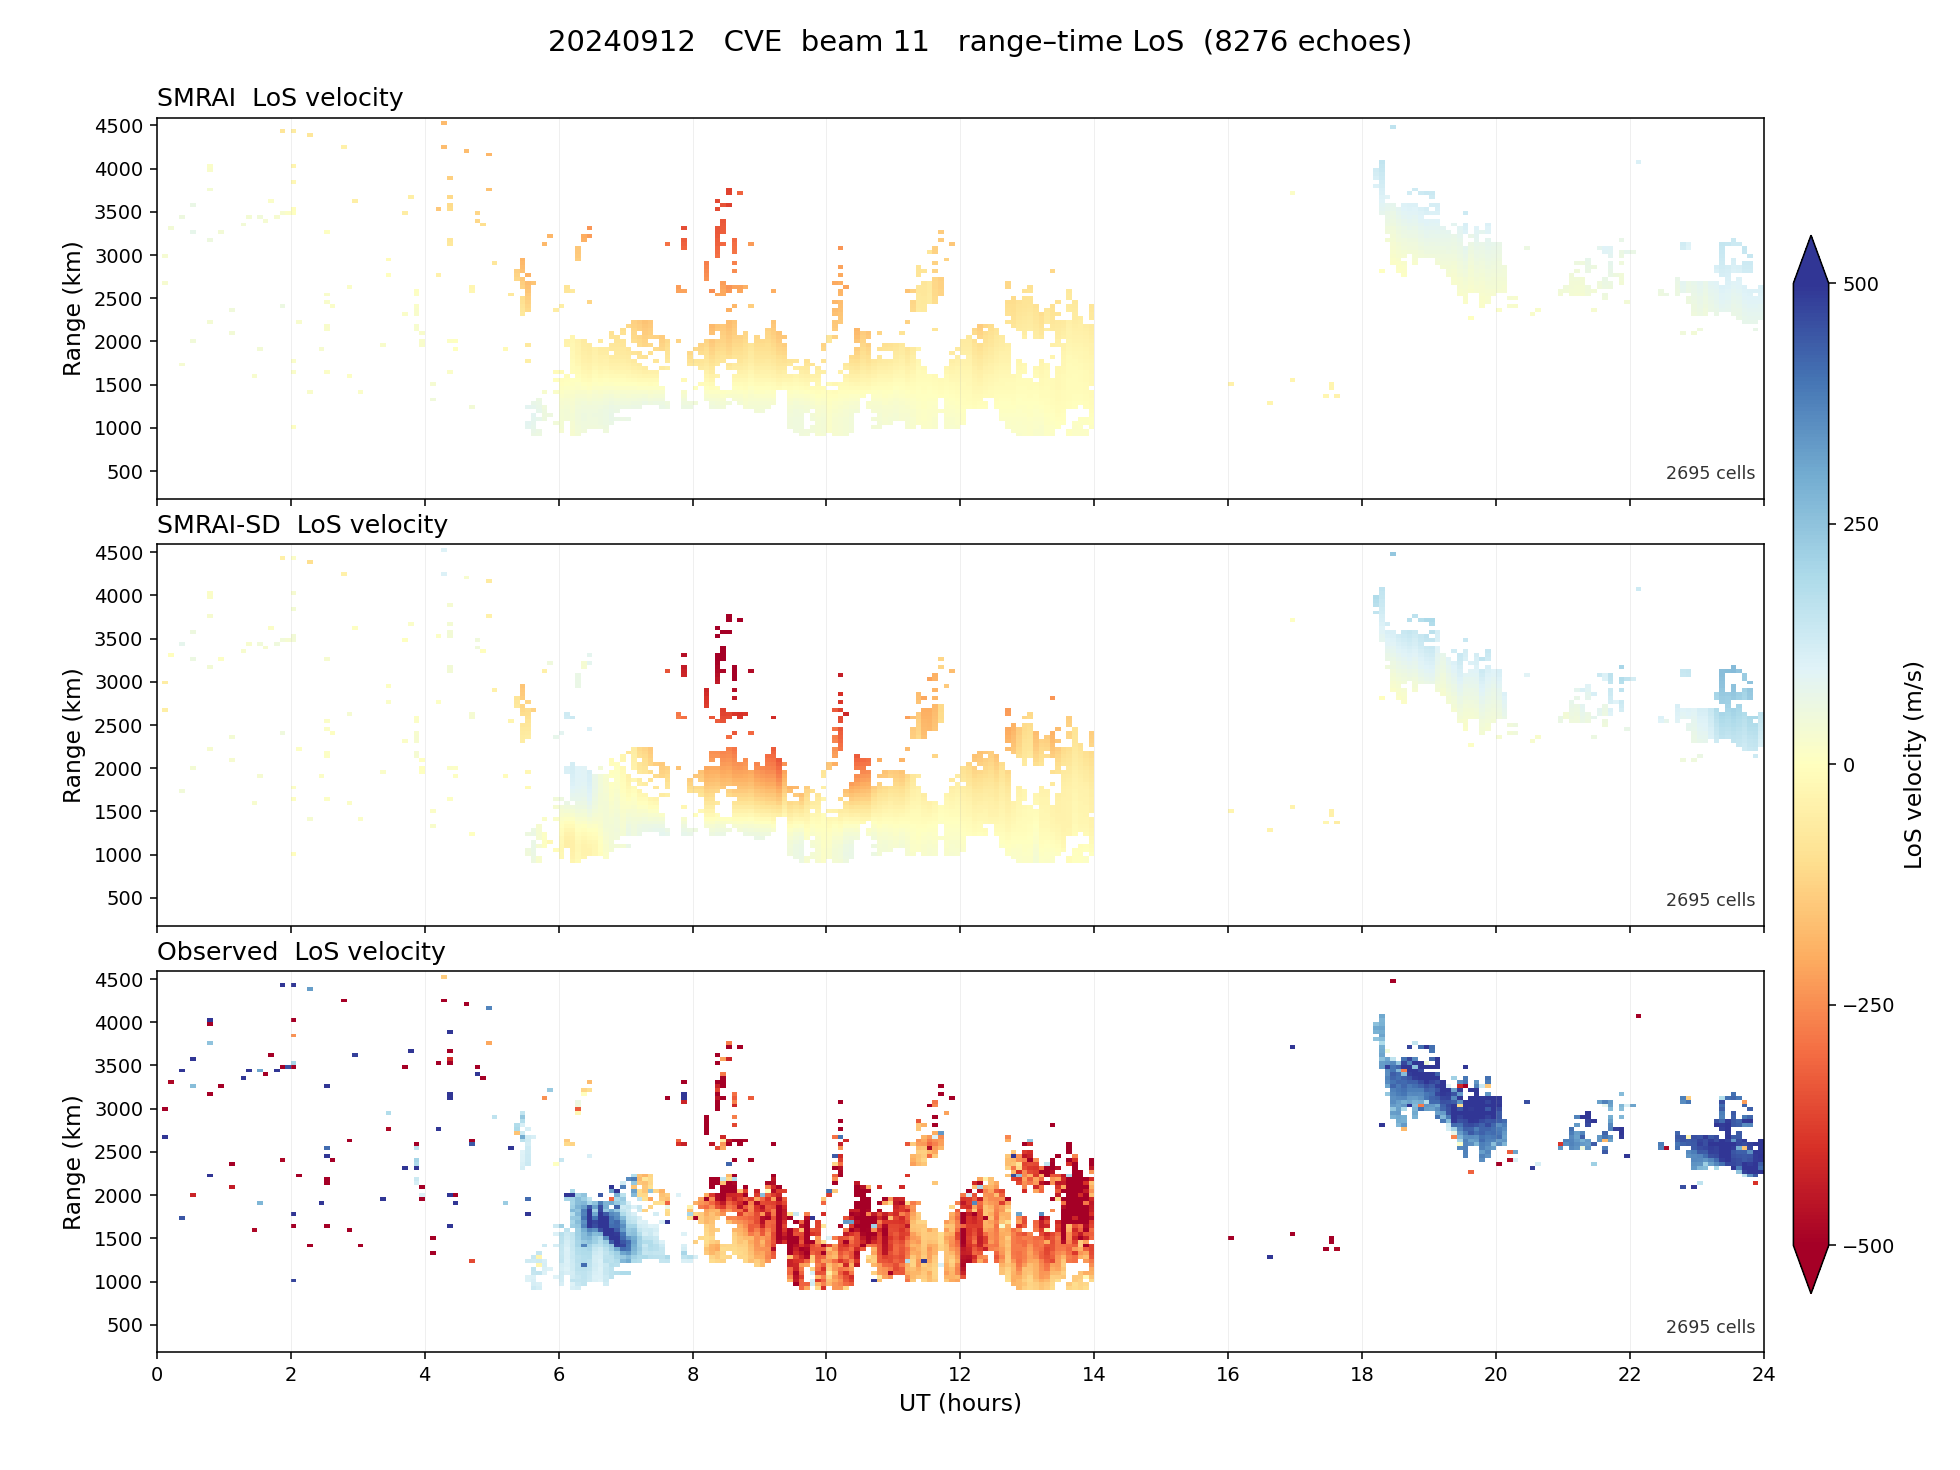 20240912   CVE  beam 11   range–time LoS  (8276 echoes)
SMRAI  LoS velocity
4500
4000
3500
3000
2500
2000
1500
1000
500
Range (km)
2695 cells
SMRAI-SD  LoS velocity
4500
4000
3500
3000
2500
2000
1500
1000
500
Range (km)
2695 cells
Observed  LoS velocity
4500
4000
3500
3000
2500
2000
1500
1000
500
Range (km)
2695 cells
0 2 4 6 8 10 12 14 16 18 20 22 24
UT (hours)
500
250
0
−250
−500
LoS velocity (m/s)